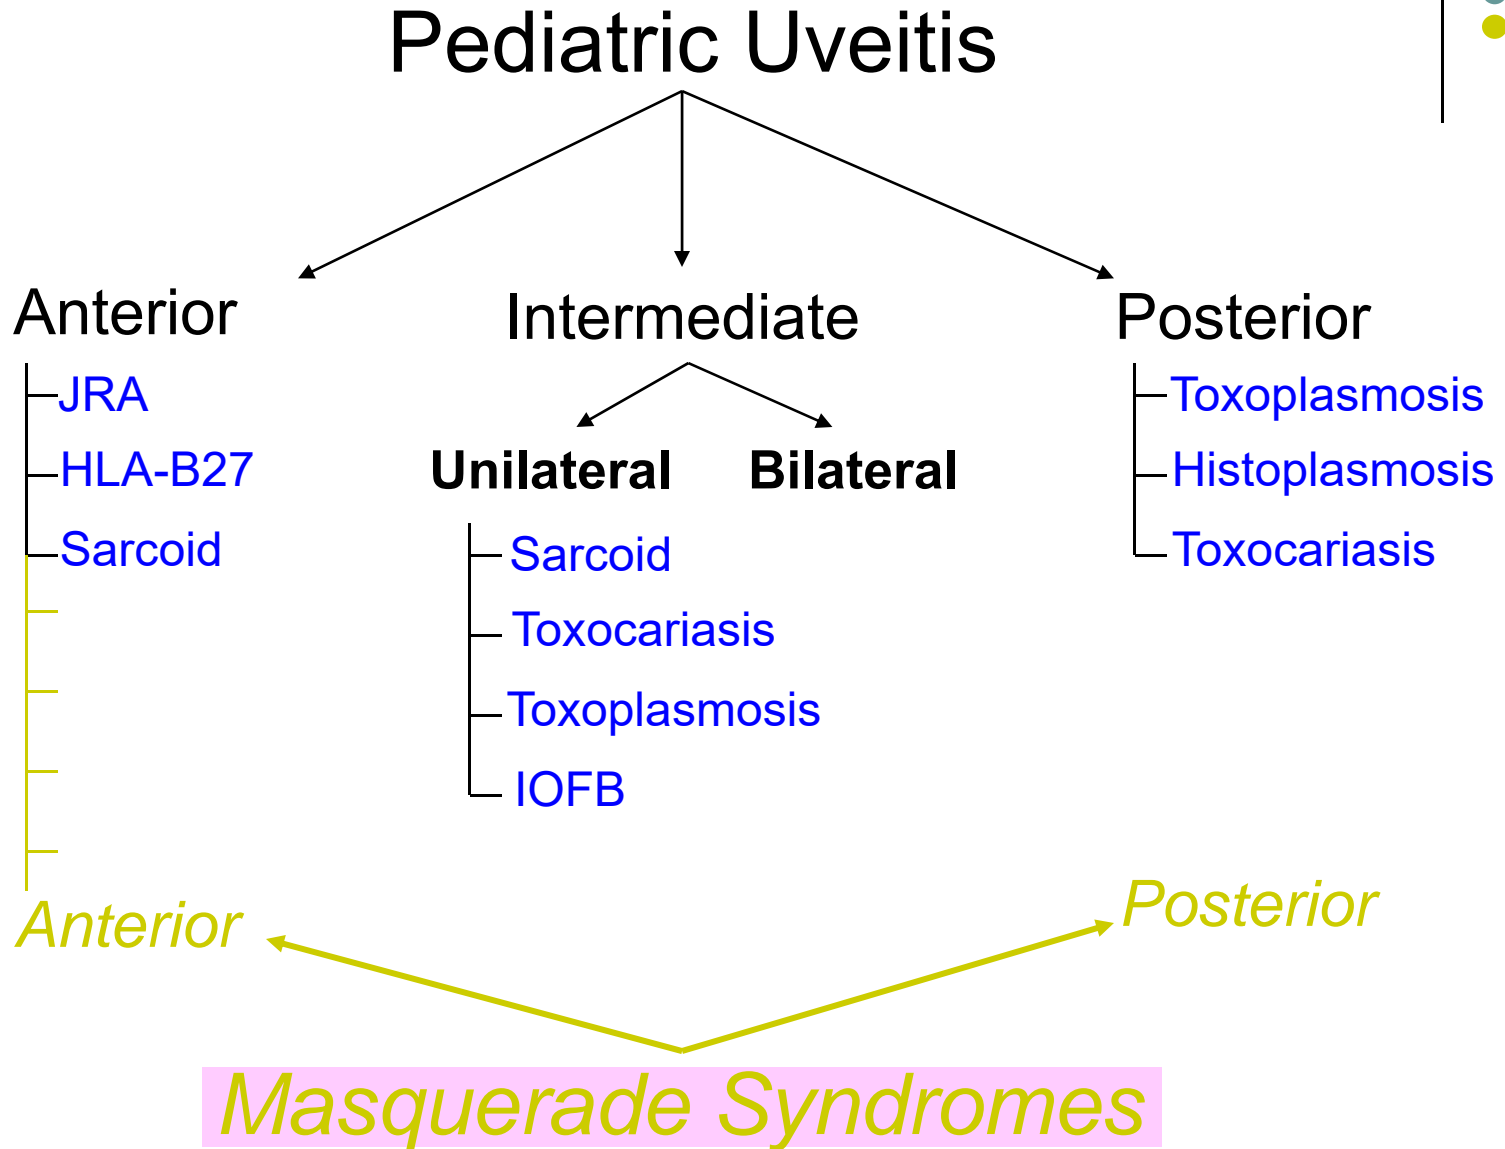 Pediatric Uveitis
Anterior
Intermediate
Posterior
JRA
HLA-B27
Sarcoid
Unilateral
Bilateral
Sarcoid
Toxocariasis
Toxoplasmosis
IOFB
Toxoplasmosis
Histoplasmosis
Toxocariasis
Anterior
Posterior
Masquerade Syndromes